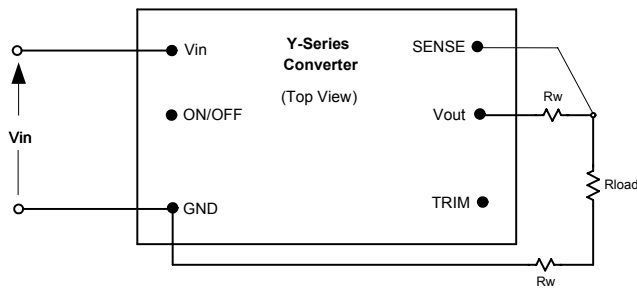 Y-Series
Converter
(Top View)
Vin
SENSE
Rw
ON/OFF
Vout
Vin
Rload
GND
TRIM
Rw